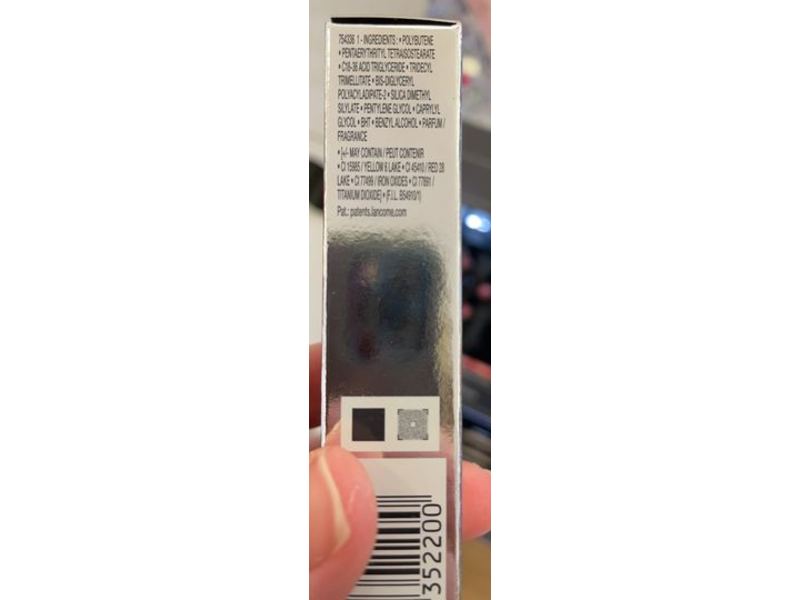 754336 1 - INGREDIENTS : • POLYBUTENE
• PENTAERYTHRITYL TETRAISOSTEARATE
• C18-36 ACID TRIGLYCERIDE • TRIDECYL
TRIMELLITATE • BIS-DIGLYCERYL
POLYACYLADIPATE-2 • SILICA DIMETHYL
SILYLATE • PENTYLENE GLYCOL • CAPRYLYL
GLYCOL • BHT • BENZYL ALCOHOL • PARFUM /
FRAGRANCE
• [+/- MAY CONTAIN / PEUT CONTENIR
• CI 15985 / YELLOW 6 LAKE • CI 45410 / RED 28
LAKE • CI 77499 / IRON OXIDES • CI 77891 /
TITANIUM DIOXIDE] • (F.I.L. B54910/1)
Pat.: patents.lancome.com
352200